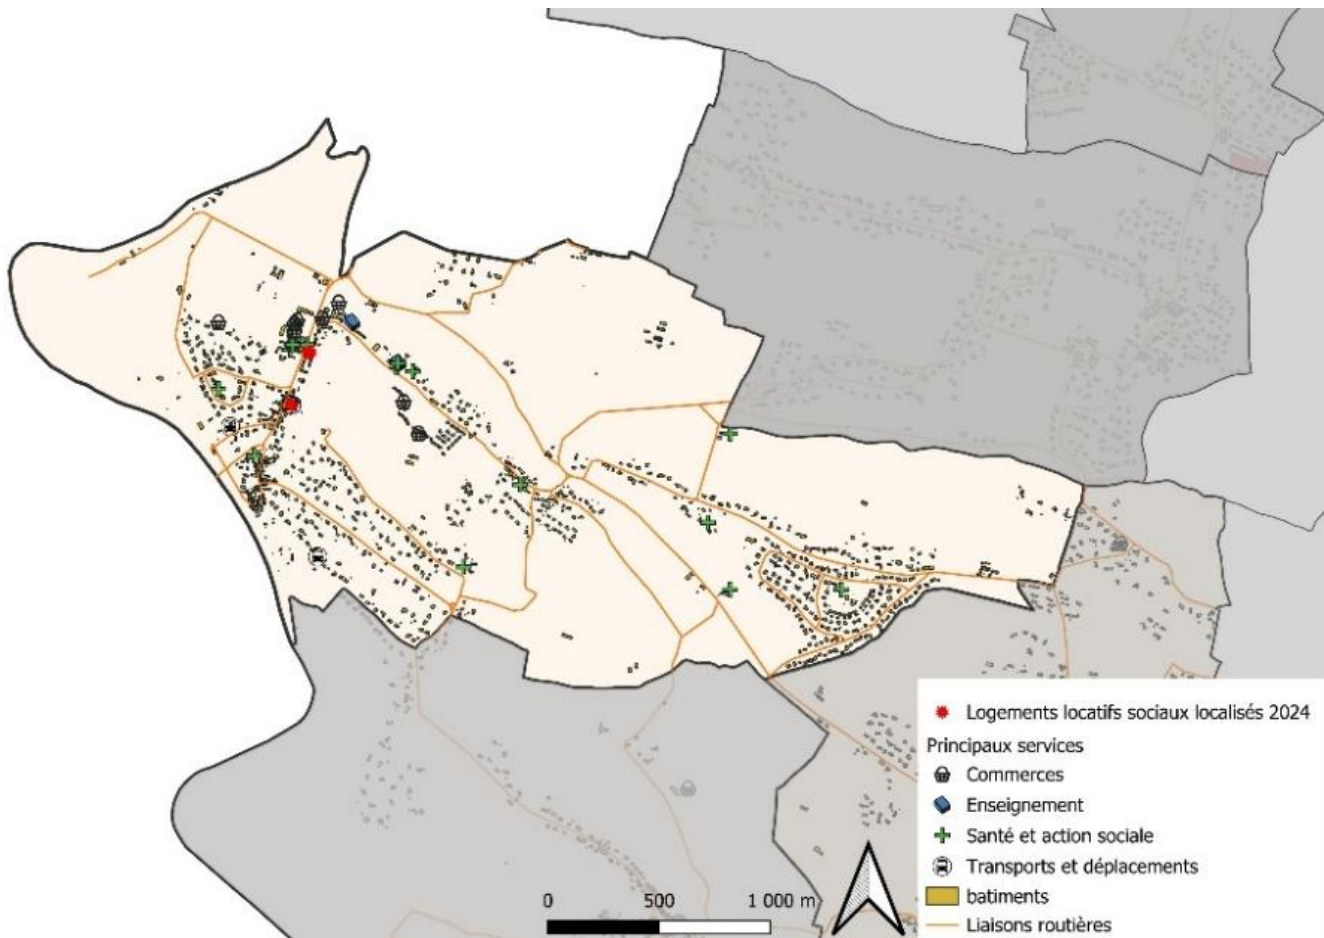 Logements locatifs sociaux localisés 2024
Principaux services
Commerces
Enseignement
Santé et action sociale
Transports et déplacements
batiments
Liaisons routières
0 500 1 000 m